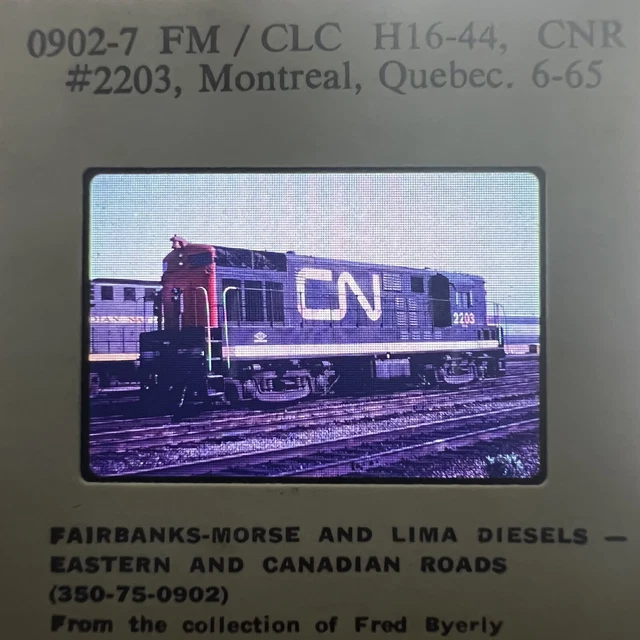 0902-7 FM / CLC H16-44, CNR
#2203, Montreal, Quebec. 6-65
CN
2203
FAIRBANKS-MORSE AND LIMA DIESELS —
EASTERN AND CANADIAN ROADS
(350-75-0902)
From the collection of Fred Byerly